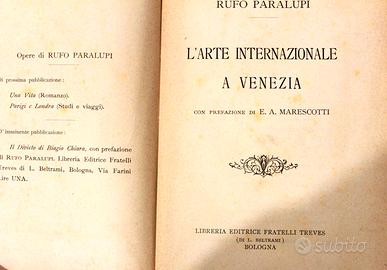 Opere di RUFO PARALUPI
di prossima pubblicazione:
Una Vita (Romanzo).
Parigi e Londra (Studi e viaggi).
D'imminente pubblicazione:
Il Divieto di Biagio Chiara, con prefazione
di RUFO PARALUPI. Libreria Editrice Fratelli
Treves di L. Beltrami, Bologna, Via Farini
Lire UNA.
RUFO PARALUPI
L'ARTE INTERNAZIONALE
A VENEZIA
CON PREFAZIONE DI E. A. MARESCOTTI
LIBRERIA EDITRICE FRATELLI TREVES
(DI L. BELTRAMI)
BOLOGNA
subito